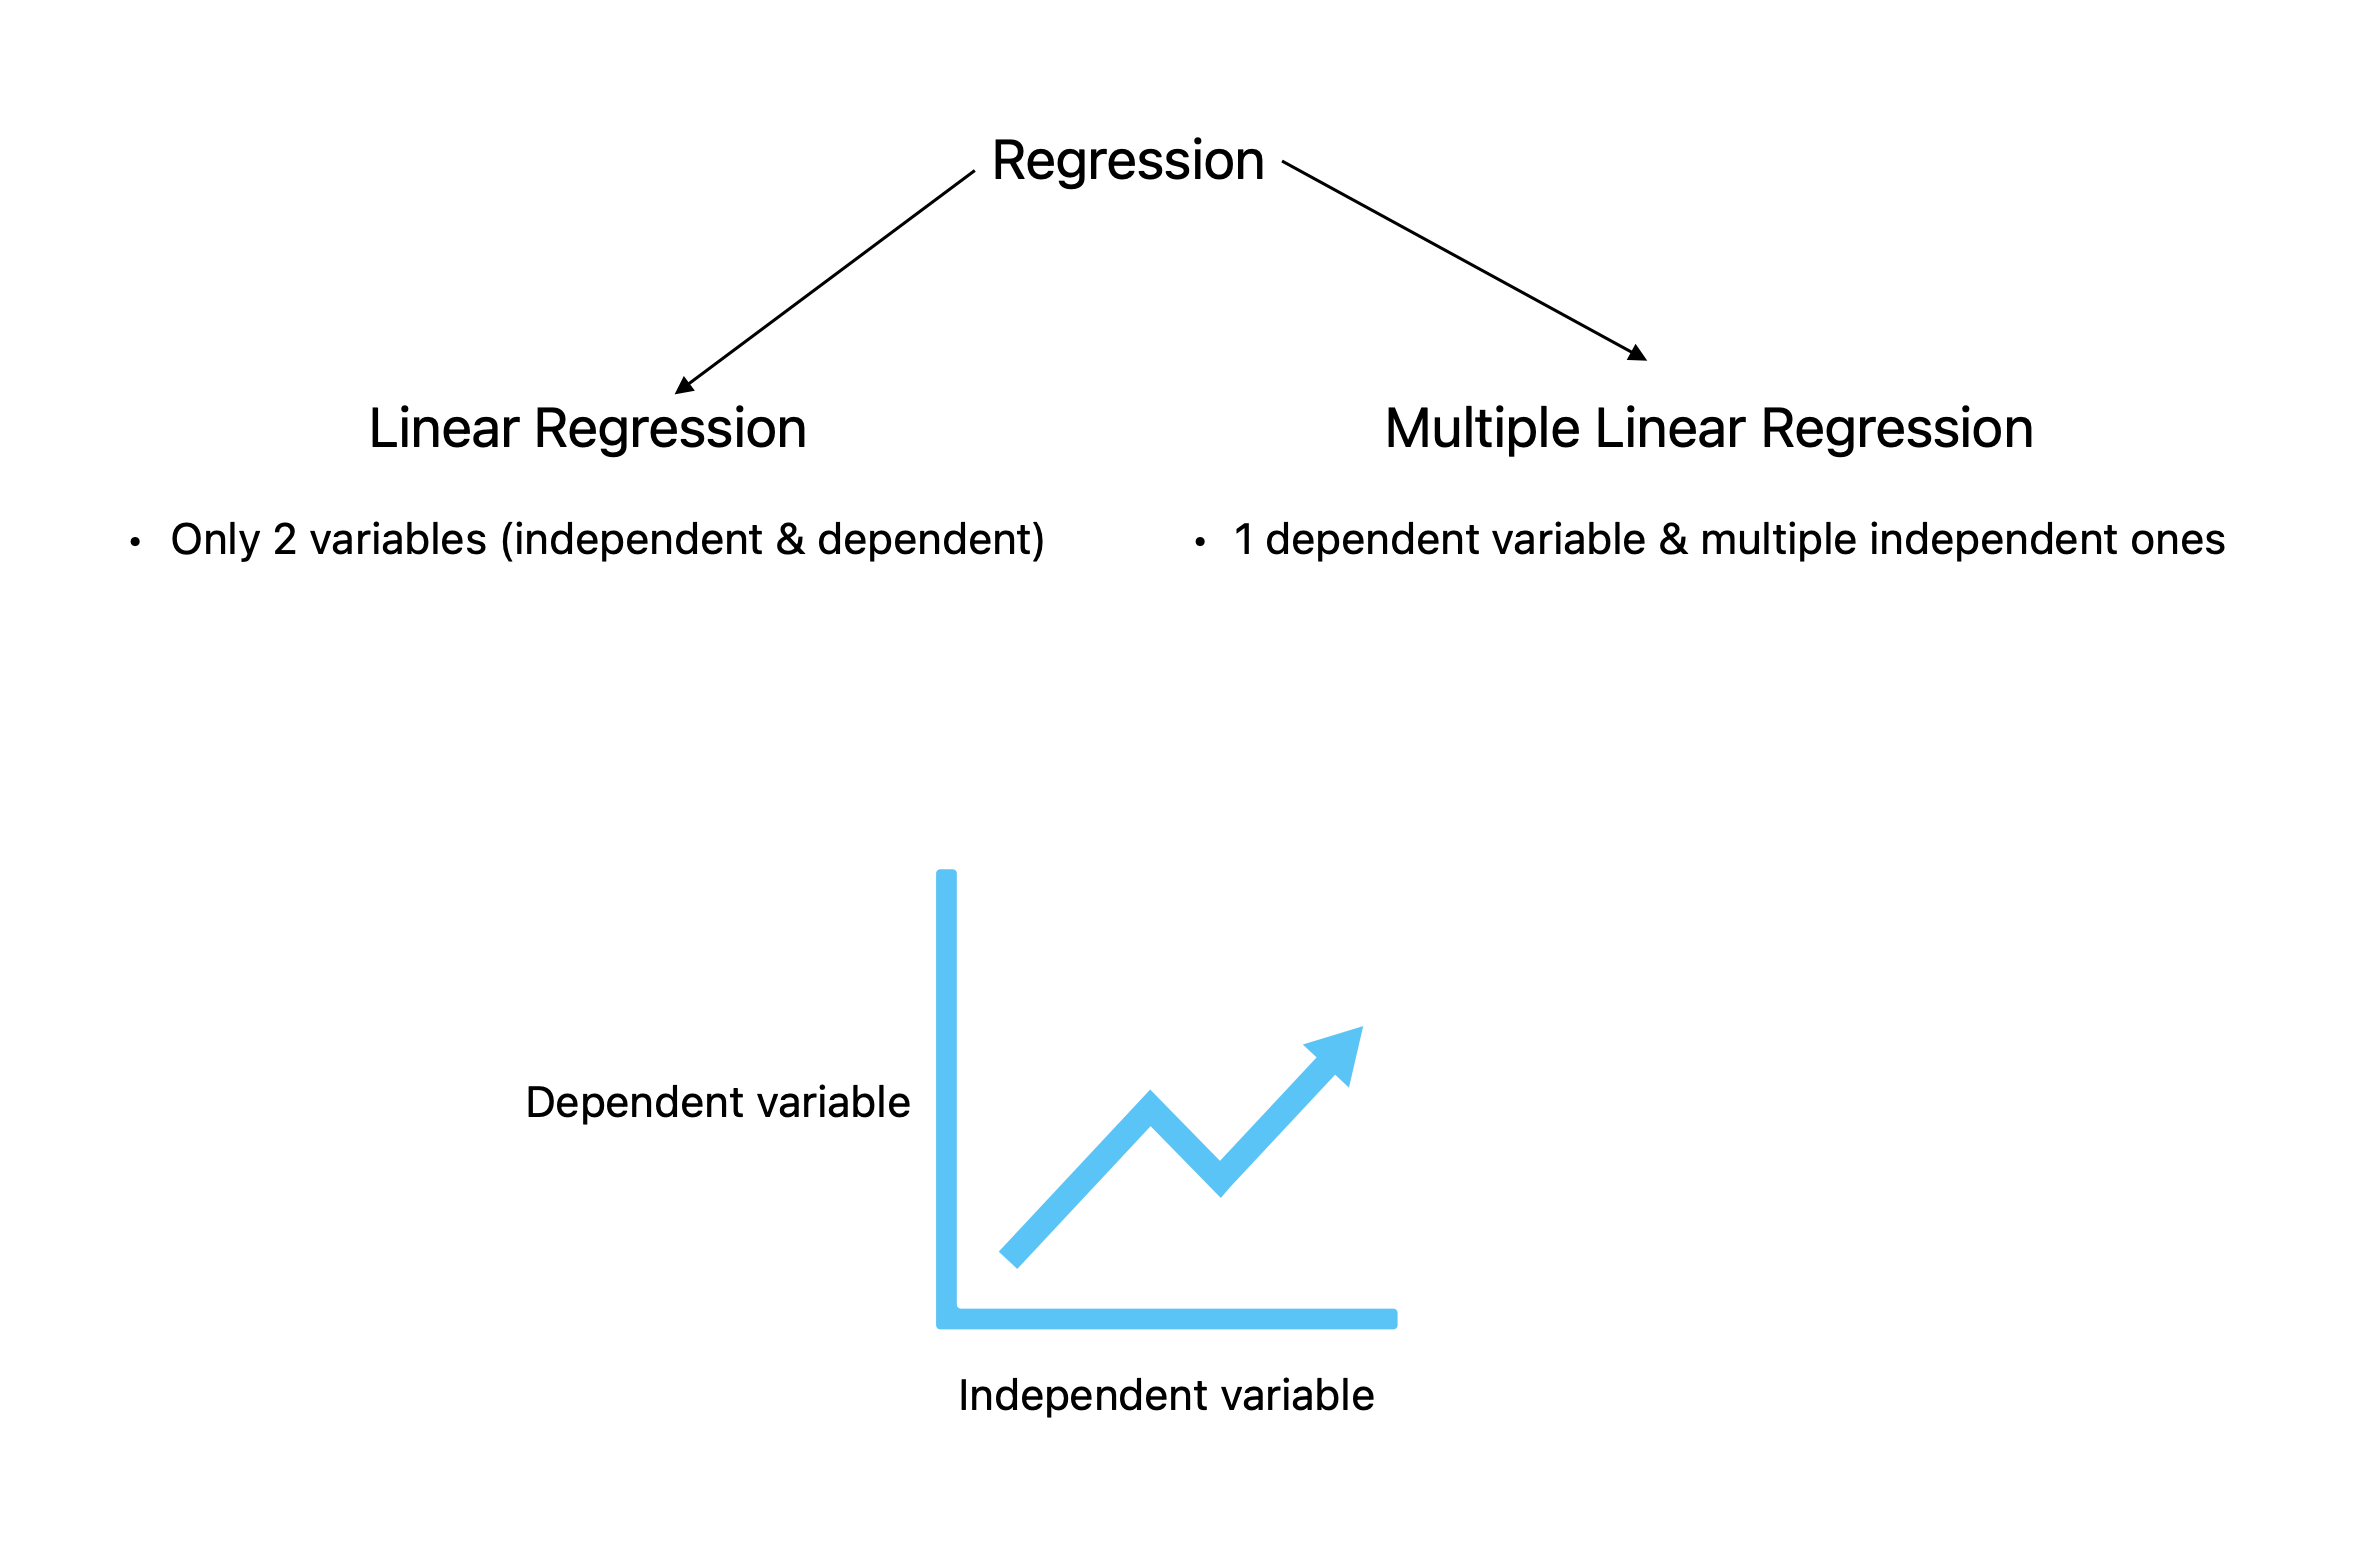 Regression
Linear Regression
Multiple Linear Regression
• Only 2 variables (independent & dependent)
• 1 dependent variable & multiple independent ones
Dependent variable
Independent variable